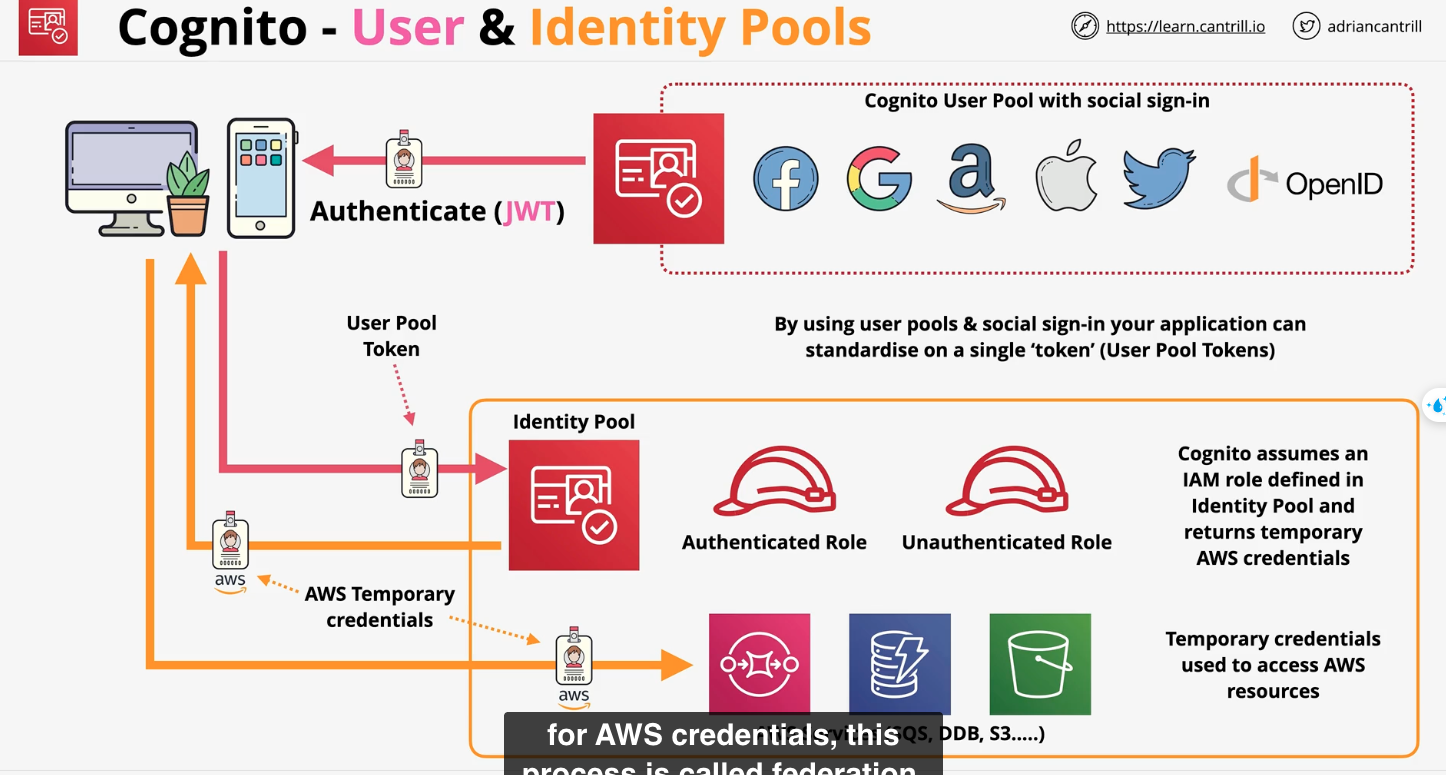 Cognito - User & Identity Pools
https://learn.cantrill.io
adriancantrill
Cognito User Pool with social sign-in
OpenID
Authenticate (JWT)
User Pool
Token
By using user pools & social sign-in your application can
standardise on a single ‘token’ (User Pool Tokens)
Identity Pool
Authenticated Role
Unauthenticated Role
Cognito assumes an
IAM role defined in
Identity Pool and
returns temporary
AWS credentials
aws
AWS Temporary
credentials
aws
Temporary credentials
used to access AWS
resources
DDB, S3.....)
for AWS credentials, this
process is called federation